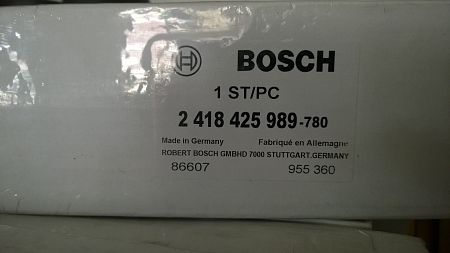 BOSCH
1 ST/PC
2 418 425 989-780
Made in Germany Fabriqué en Allemagne
ROBERT BOSCH GMBHD 7000 STUTTGART.GERMANY
86607 955 360